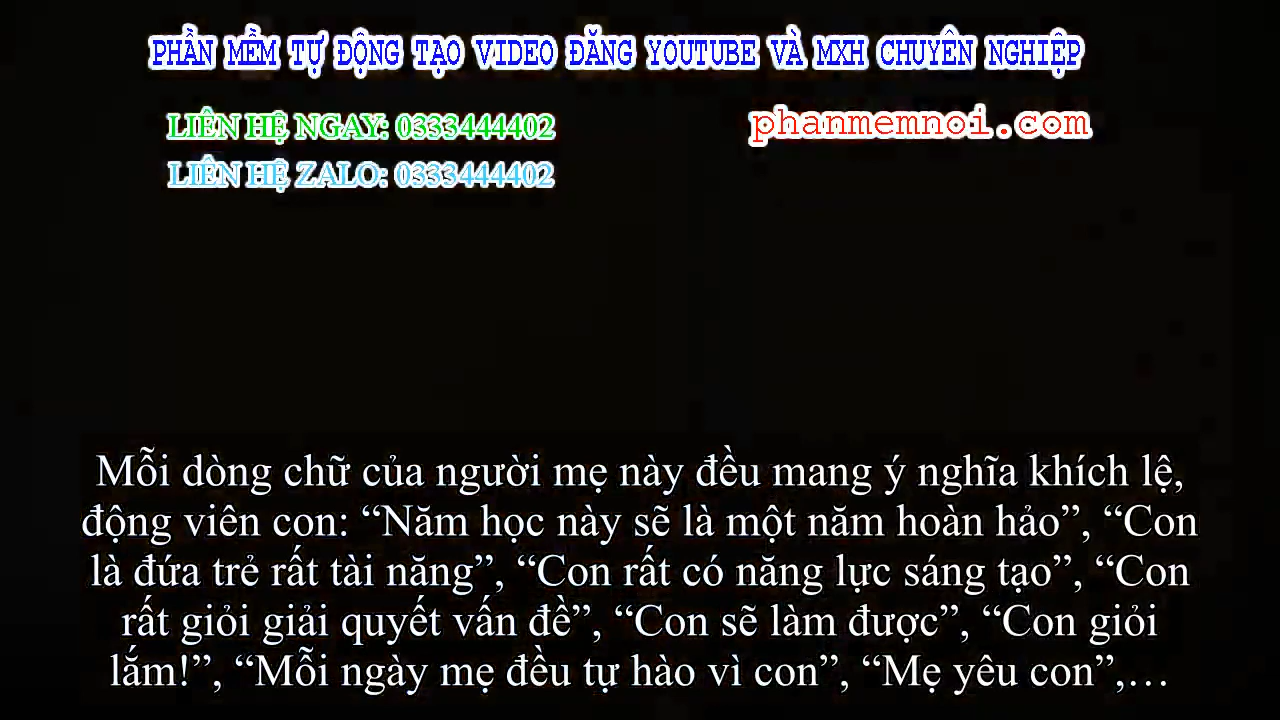 PHẦN MỀM TỰ ĐỘNG TẠO VIDEO ĐĂNG YOUTUBE VÀ MXH CHUYÊN NGHIỆP
LIÊN HỆ NGAY: 0333444402
phanmemnoi.com
LIÊN HỆ ZALO: 0333444402
Mỗi dòng chữ của người mẹ này đều mang ý nghĩa khích lệ,
động viên con: “Năm học này sẽ là một năm hoàn hảo”, “Con
là đứa trẻ rất tài năng”, “Con rất có năng lực sáng tạo”, “Con
rất giỏi giải quyết vấn đề”, “Con sẽ làm được”, “Con giỏi
lắm!”, “Mỗi ngày mẹ đều tự hào vì con”, “Mẹ yêu con”,…